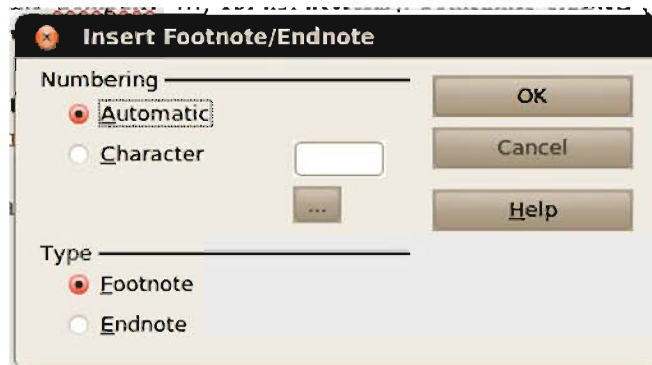 Insert Footnote/Endnote
Numbering
Automatic
Character
...
OK
Cancel
Help
Type
Footnote
Endnote